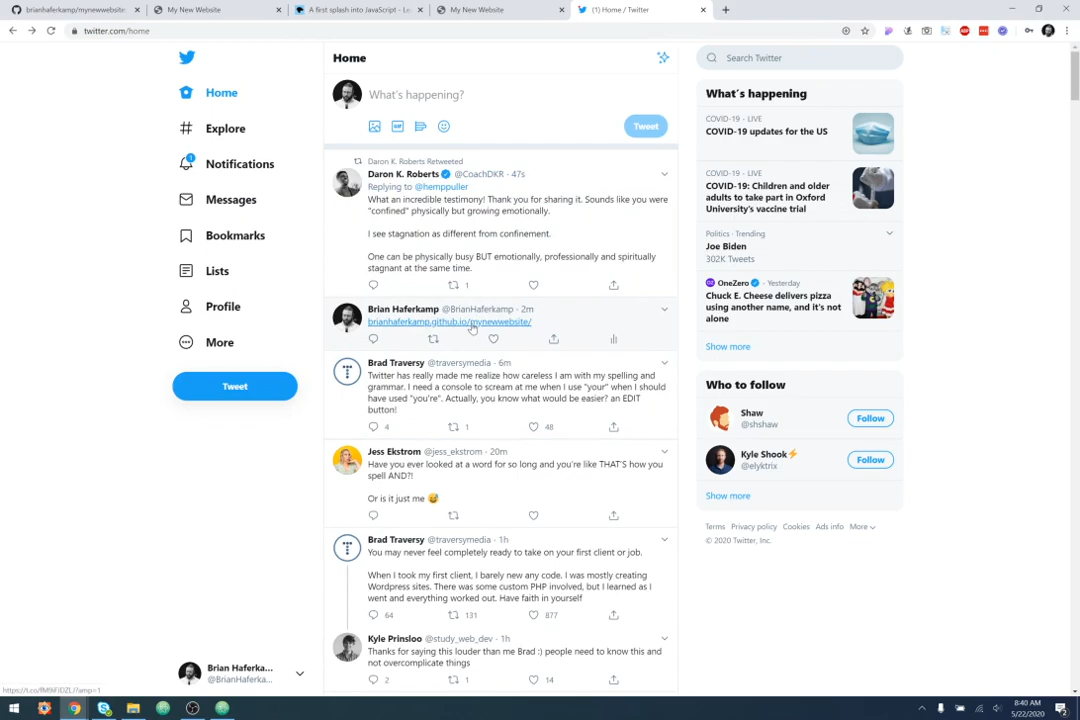 brianhaferkamp/mynewwebsite
My New Website
A first splash into JavaScript - Le
My New Website
(1) Home / Twitter
twitter.com/home
Home
Search Twitter
Home
Explore
Notifications
1
Messages
Bookmarks
Lists
Profile
More
Tweet
What's happening?
GIF
Tweet
Daron K. Roberts Retweeted
Daron K. Roberts @CoachDKR · 47s
Replying to @hemppuller
What an incredible testimony! Thank you for sharing it. Sounds like you were
"confined" physically but growing emotionally.
I see stagnation as different from confinement.
One can be physically busy BUT emotionally, professionally and spiritually
stagnant at the same time.
1
Brian Haferkamp @BrianHaferkamp · 2m
brianhaferkamp.github.io/mynewwebsite/
Brad Traversy @traversymedia · 6m
Twitter has really made me realize how careless I am with my spelling and
grammar. I need a console to scream at me when I use "your" when I should
have used "you're". Actually, you know what would be easier? an EDIT
button!
4 1 48
Jess Ekstrom @jess_ekstrom · 20m
Have you ever looked at a word for so long and you're like THAT'S how you
spell AND?!
Or is it just me 😅
Brad Traversy @traversymedia · 1h
You may never feel completely ready to take on your first client or job.
When I took my first client, I barely new any code. I was mostly creating
Wordpress sites. There was some custom PHP involved, but I learned as I
went and everything worked out. Have faith in yourself
64 131 877
Kyle Prinsloo @study_web_dev · 1h
Thanks for saying this louder than me Brad :) people need to know this and
not overcomplicate things
2 1 14
What's happening
COVID-19 · LIVE
COVID-19 updates for the US
COVID-19 · LIVE
COVID-19: Children and older
adults to take part in Oxford
University's vaccine trial
Politics · Trending
Joe Biden
302K Tweets
OneZero · Yesterday
Chuck E. Cheese delivers pizza
using another name, and it's not
alone
Show more
Who to follow
Shaw
@shshaw
Follow
Kyle Shook⚡
@elyktrix
Follow
Show more
Terms Privacy policy Cookies Ads info More
© 2020 Twitter, Inc.
Brian Haferka...
@BrianHaferka...
8:40 AM
5/22/2020
2